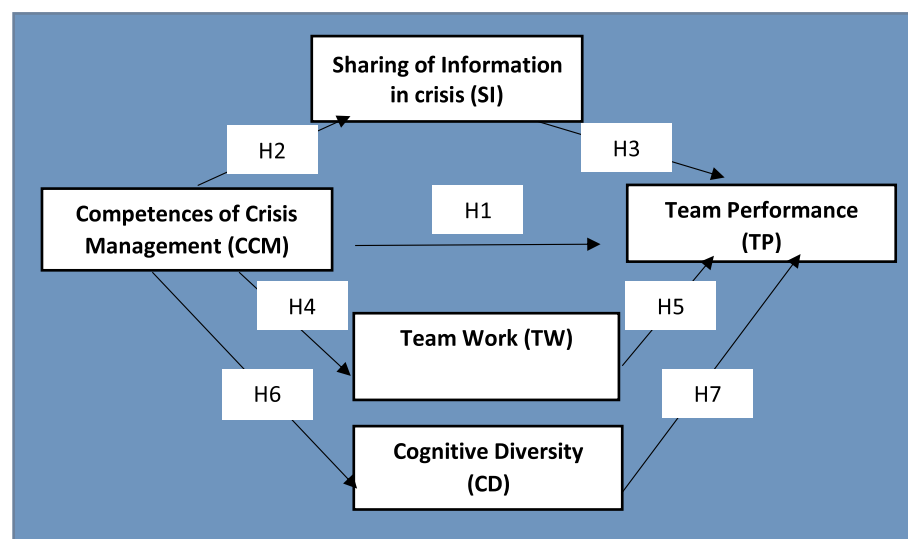 Sharing of Information
in crisis (SI)
H2
H3
Competences of Crisis
Management (CCM)
H1
Team Performance
(TP)
H4
Team Work (TW)
H5
H6
H7
Cognitive Diversity
(CD)